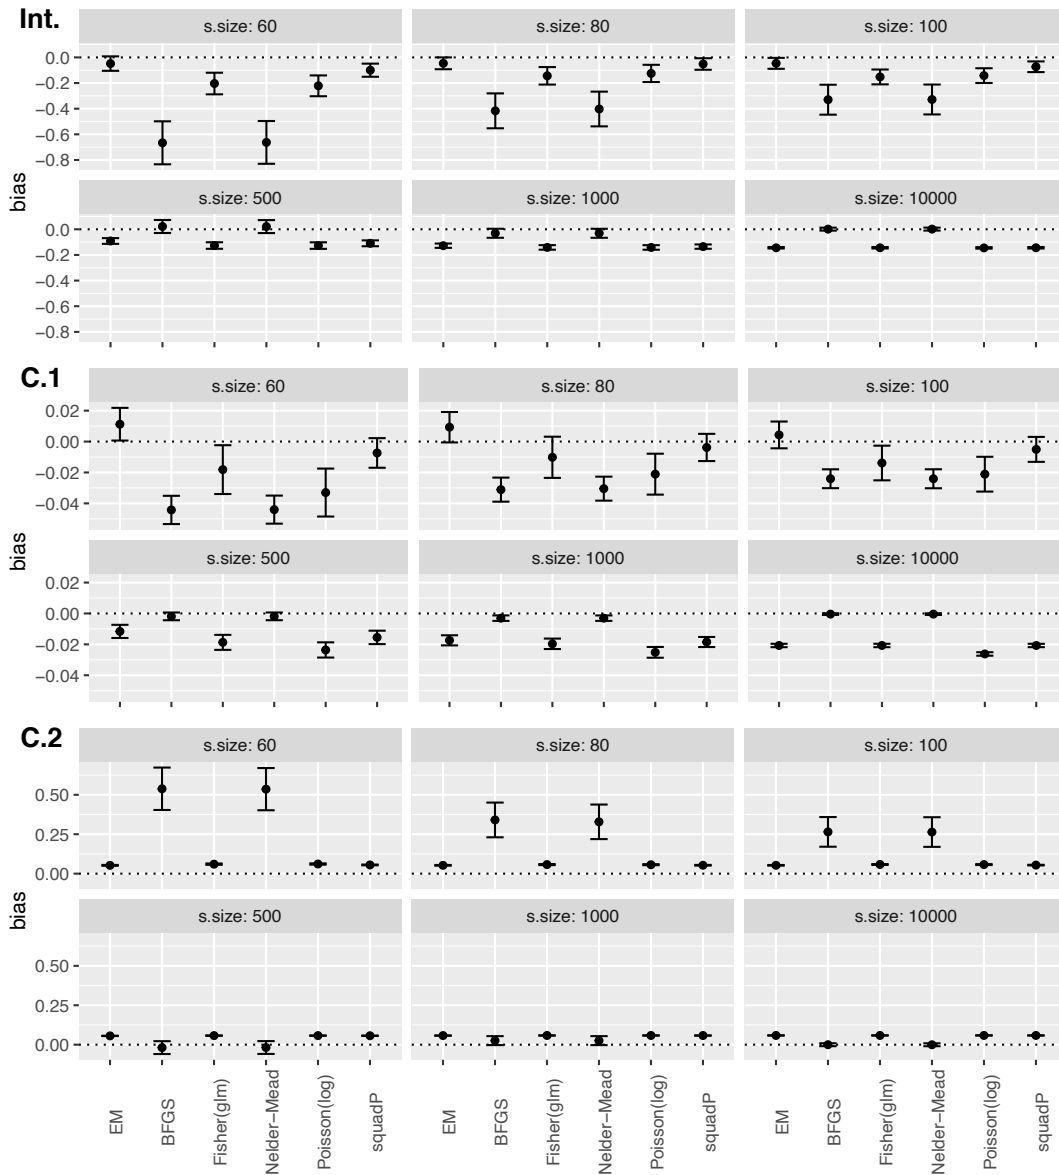 Int.
s.size: 60
s.size: 80
s.size: 100
0.0
−0.2
−0.4
−0.6
−0.8
s.size: 500
s.size: 1000
s.size: 10000
0.0
−0.2
−0.4
−0.6
−0.8
bias
C.1
s.size: 60
s.size: 80
s.size: 100
0.02
0.00
−0.02
−0.04
s.size: 500
s.size: 1000
s.size: 10000
0.02
0.00
−0.02
−0.04
bias
C.2
s.size: 60
s.size: 80
s.size: 100
0.50
0.25
0.00
s.size: 500
s.size: 1000
s.size: 10000
0.50
0.25
0.00
bias
EM
BFGS
Fisher(glm)
Nelder−Mead
Poisson(log)
squadP
EM
BFGS
Fisher(glm)
Nelder−Mead
Poisson(log)
squadP
EM
BFGS
Fisher(glm)
Nelder−Mead
Poisson(log)
squadP